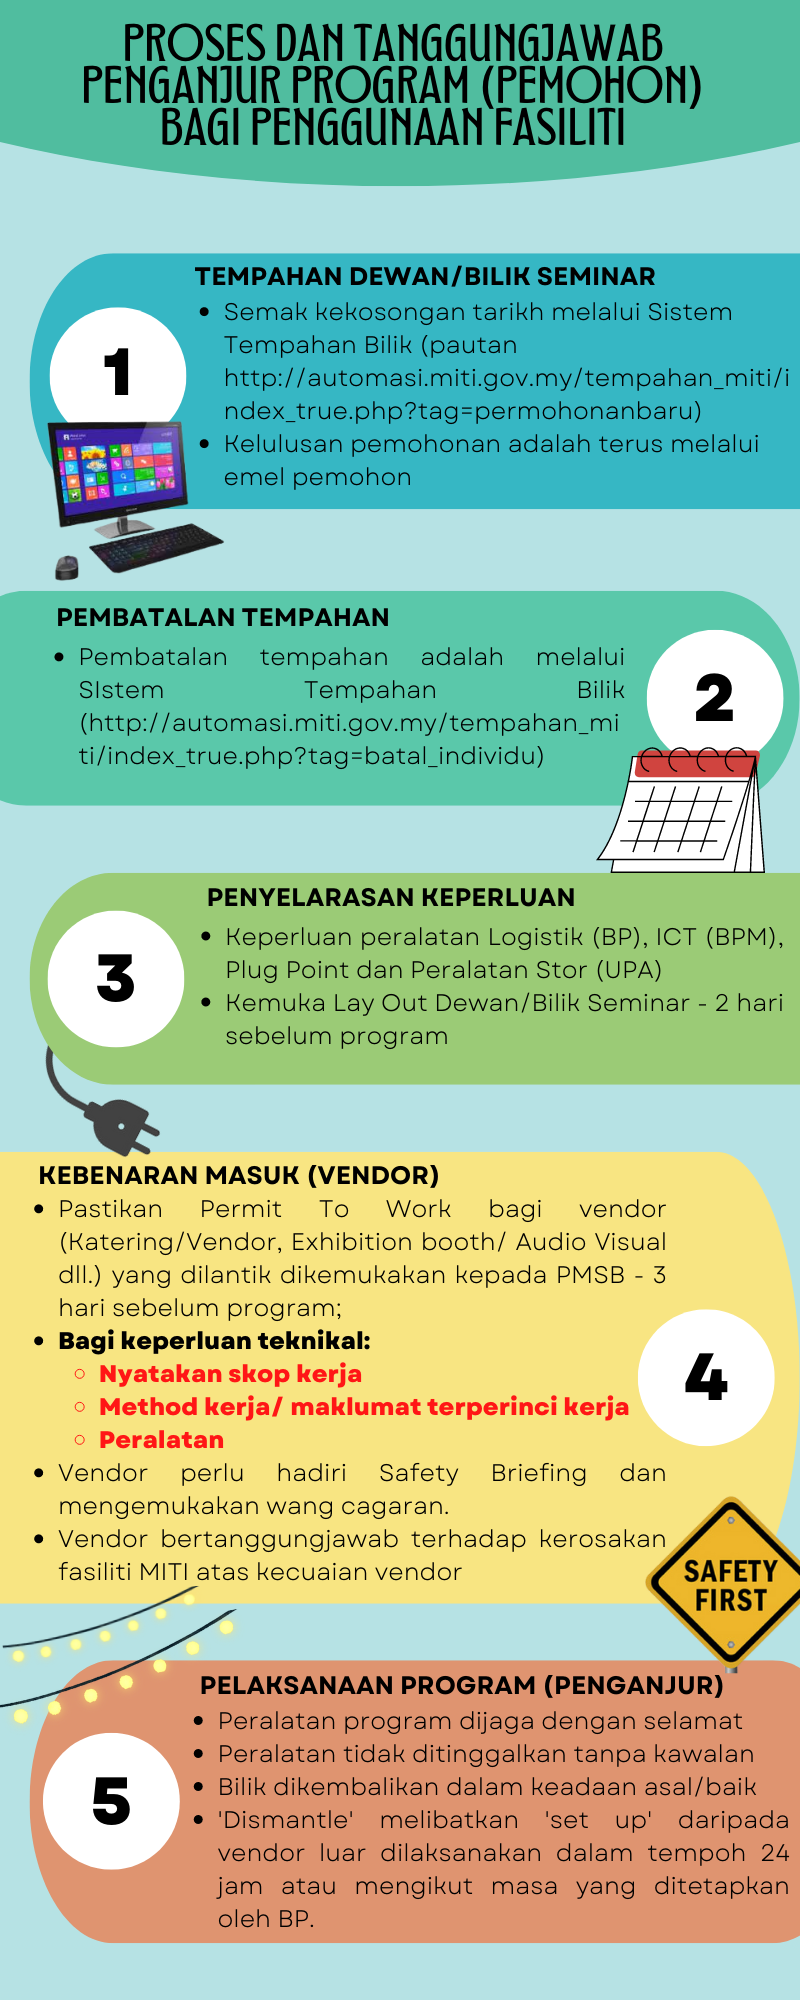 PROSES DAN TANGGUNGJAWAB
PENGANJUR PROGRAM (PEMOHON)
BAGI PENGGUNAAN FASILITI
TEMPAHAN DEWAN/BILIK SEMINAR
1
• Semak kekosongan tarikh melalui Sistem
Tempahan Bilik (pautan
http://automasi.miti.gov.my/tempahan_miti/i
ndex_true.php?tag=permohonanbaru)
• Kelulusan pemohonan adalah terus melalui
emel pemohon
PEMBATALAN TEMPAHAN
2
• Pembatalan tempahan adalah melalui
SIstem Tempahan Bilik
(http://automasi.miti.gov.my/tempahan_mi
ti/index_true.php?tag=batal_individu)
PENYELARASAN KEPERLUAN
3
• Keperluan peralatan Logistik (BP), ICT (BPM),
Plug Point dan Peralatan Stor (UPA)
• Kemuka Lay Out Dewan/Bilik Seminar - 2 hari
sebelum program
KEBENARAN MASUK (VENDOR)
• Pastikan Permit To Work bagi vendor
(Katering/Vendor, Exhibition booth/ Audio Visual
dll.) yang dilantik dikemukakan kepada PMSB - 3
hari sebelum program;
• Bagi keperluan teknikal:
◦ Nyatakan skop kerja
◦ Method kerja/ maklumat terperinci kerja
◦ Peralatan
4
• Vendor perlu hadiri Safety Briefing dan
mengemukakan wang cagaran.
• Vendor bertanggungjawab terhadap kerosakan
fasiliti MITI atas kecuaian vendor
SAFETY
FIRST
PELAKSANAAN PROGRAM (PENGANJUR)
5
• Peralatan program dijaga dengan selamat
• Peralatan tidak ditinggalkan tanpa kawalan
• Bilik dikembalikan dalam keadaan asal/baik
• 'Dismantle' melibatkan 'set up' daripada
vendor luar dilaksanakan dalam tempoh 24
jam atau mengikut masa yang ditetapkan
oleh BP.